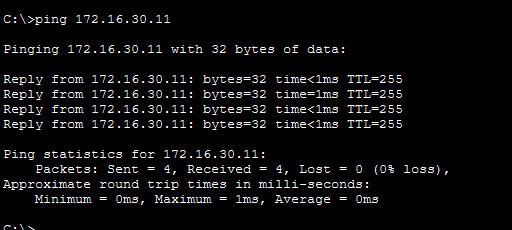 C:\>ping 172.16.30.11
Pinging 172.16.30.11 with 32 bytes of data:
Reply from 172.16.30.11: bytes=32 time<1ms TTL=255
Reply from 172.16.30.11: bytes=32 time=1ms TTL=255
Reply from 172.16.30.11: bytes=32 time<1ms TTL=255
Reply from 172.16.30.11: bytes=32 time<1ms TTL=255
Ping statistics for 172.16.30.11:
    Packets: Sent = 4, Received = 4, Lost = 0 (0% loss),
Approximate round trip times in milli-seconds:
    Minimum = 0ms, Maximum = 1ms, Average = 0ms
C:\>